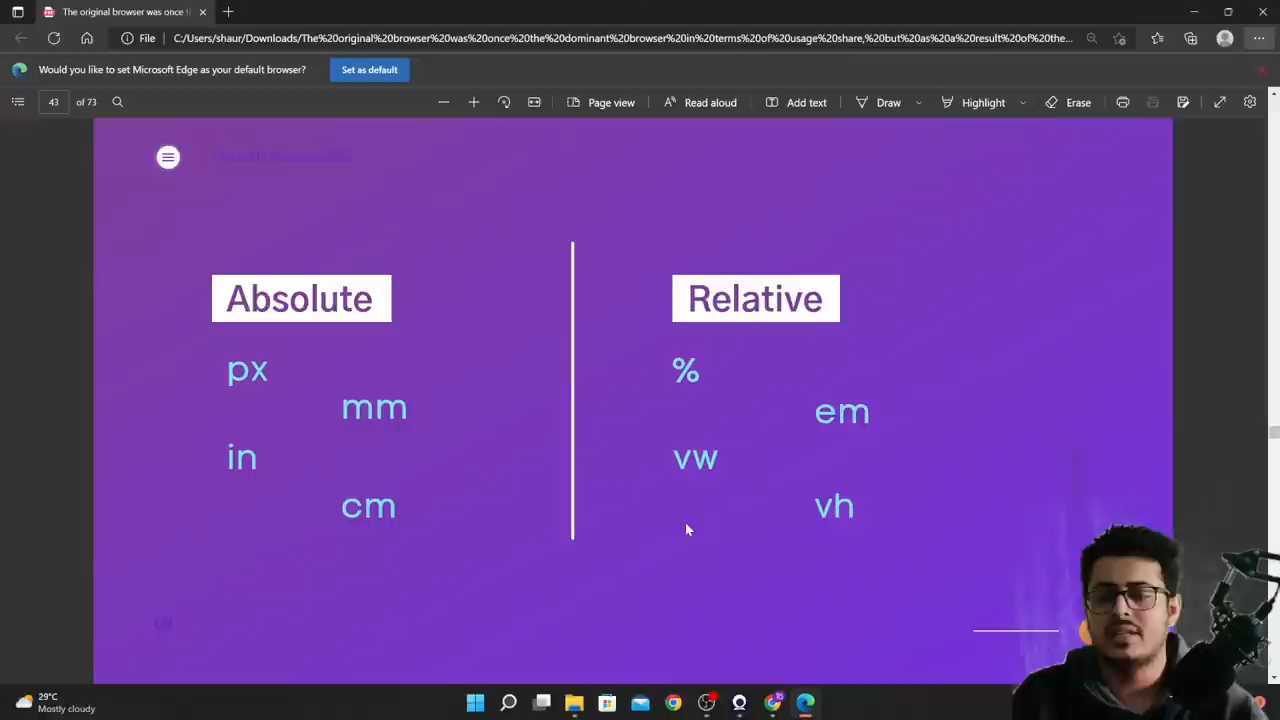 The original browser was once t
File
C:/Users/shaur/Downloads/The%20original%20browser%20was%20once%20the%20dominant%20browser%20in%20terms%20of%20usage%20share,%20but%20as%20a%20result%20of%20the...
Would you like to set Microsoft Edge as your default browser?
Set as default
43 of 73
Page view
Read aloud
Add text
Draw
Highlight
Erase
Absolute
px
mm
in
cm
Relative
%
em
vw
vh
29°C
Mostly cloudy